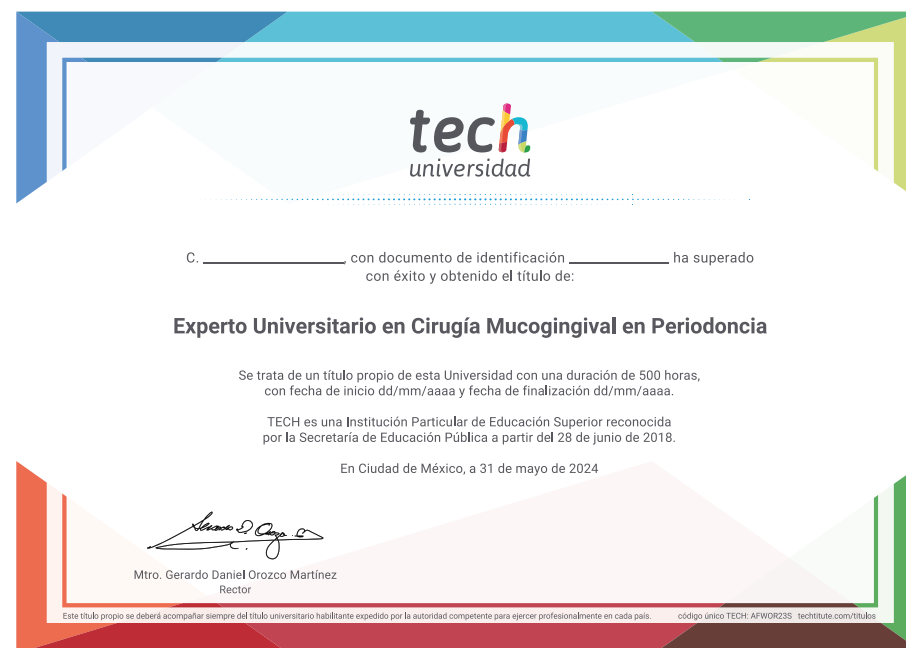 tech
universidad
C. ____________, con documento de identificación ____________ ha superado
con éxito y obtenido el título de:
Experto Universitario en Cirugía Mucogingival en Periodoncia
Se trata de un título propio de esta Universidad con una duración de 500 horas,
con fecha de inicio dd/mm/aaaa y fecha de finalización dd/mm/aaaa.
TECH es una Institución Particular de Educación Superior reconocida
por la Secretaría de Educación Pública a partir del 28 de junio de 2018.
En Ciudad de México, a 31 de mayo de 2024
Mtro. Gerardo Daniel Orozco Martínez
Rector
Este título propio se deberá acompañar siempre del título universitario habilitante expedido por la autoridad competente para ejercer profesionalmente en cada país. código único TECH: AFWOR23S techtitute.com/titulos